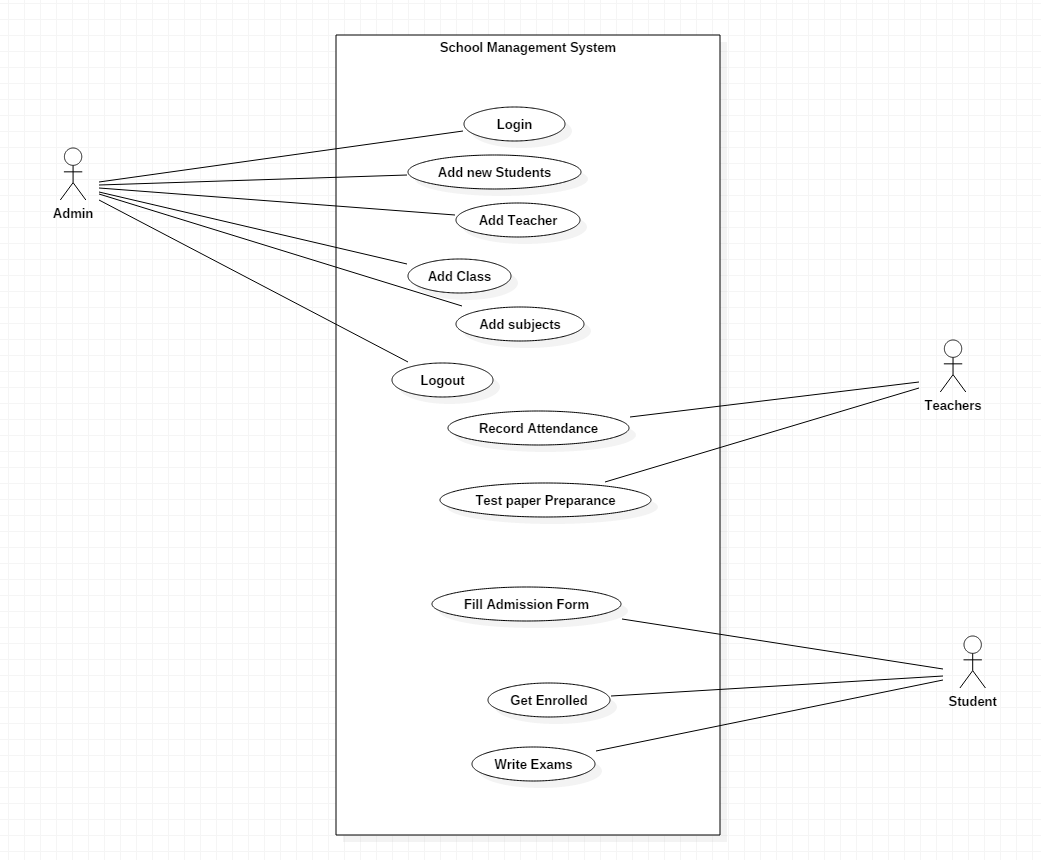 School Management System
Login
Add new Students
Admin
Add Teacher
Add Class
Add subjects
Logout
Teachers
Record Attendance
Test paper Preparance
Fill Admission Form
Get Enrolled
Student
Write Exams